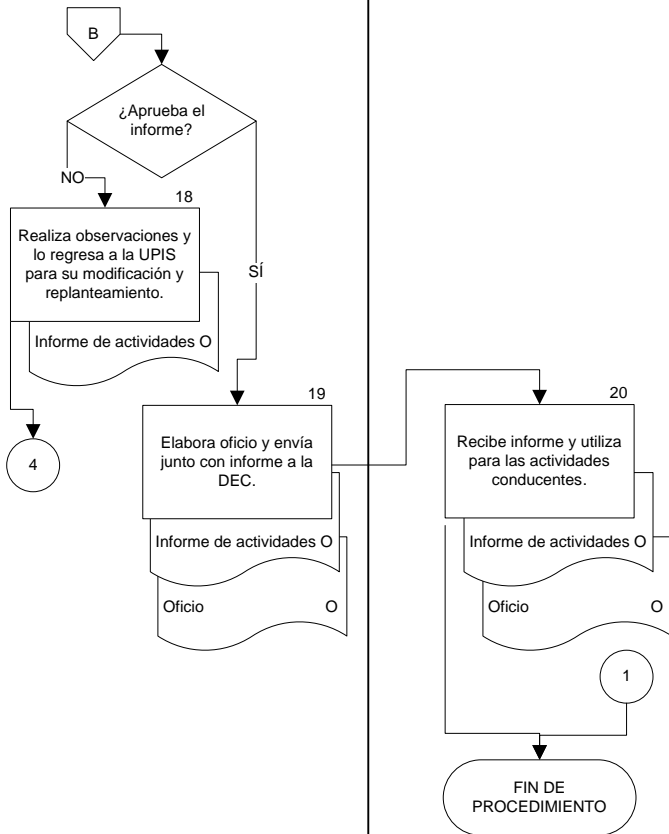 B
¿Aprueba el
informe?
NO
18
Realiza observaciones y
lo regresa a la UPIS
para su modificación y
replanteamiento.
Informe de actividades O
4
SÍ
19
Elabora oficio y envía
junto con informe a la
DEC.
Informe de actividades O
Oficio O
20
Recibe informe y utiliza
para las actividades
conducentes.
Informe de actividades O
Oficio O
1
FIN DE
PROCEDIMIENTO